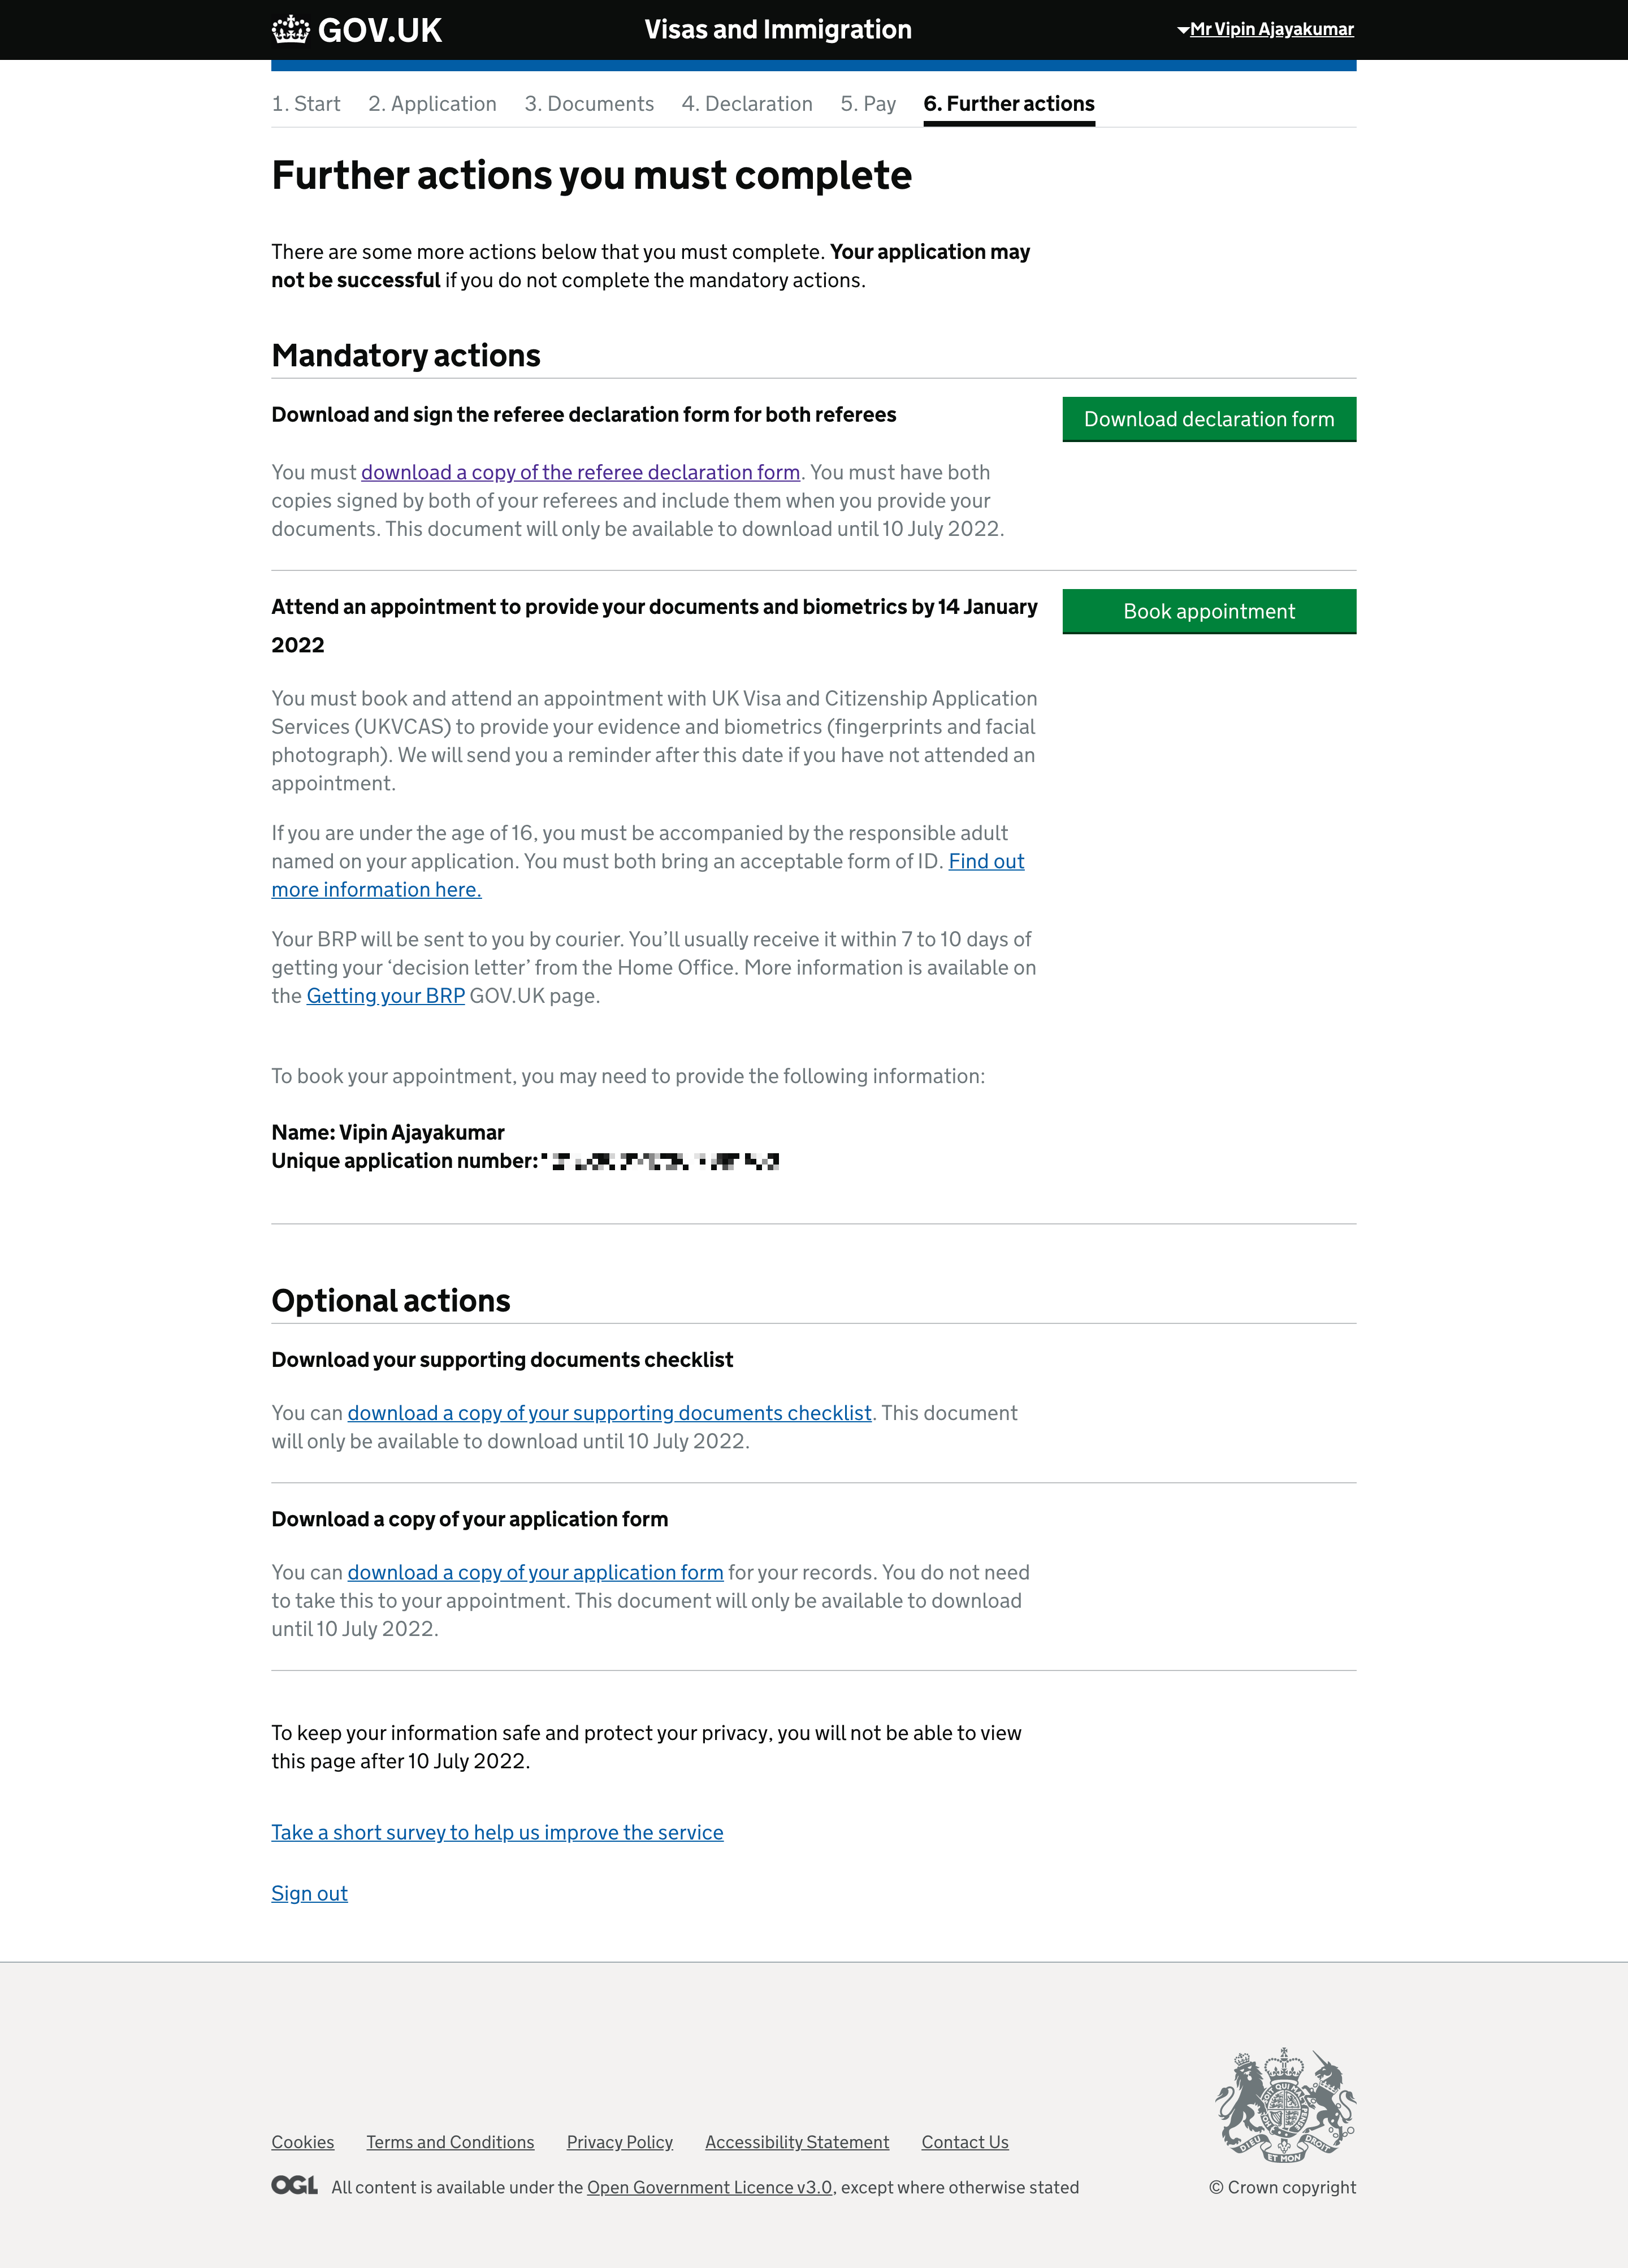 GOV.UK
Visas and Immigration
Mr Vipin Ajayakumar
1. Start 2. Application 3. Documents 4. Declaration 5. Pay 6. Further actions
Further actions you must complete
There are some more actions below that you must complete. Your application may
not be successful if you do not complete the mandatory actions.
Mandatory actions
Download and sign the referee declaration form for both referees
Download declaration form
You must download a copy of the referee declaration form. You must have both
copies signed by both of your referees and include them when you provide your
documents. This document will only be available to download until 10 July 2022.
Attend an appointment to provide your documents and biometrics by 14 January
2022
Book appointment
You must book and attend an appointment with UK Visa and Citizenship Application
Services (UKVCAS) to provide your evidence and biometrics (fingerprints and facial
photograph). We will send you a reminder after this date if you have not attended an
appointment.
If you are under the age of 16, you must be accompanied by the responsible adult
named on your application. You must both bring an acceptable form of ID. Find out
more information here.
Your BRP will be sent to you by courier. You’ll usually receive it within 7 to 10 days of
getting your ‘decision letter’ from the Home Office. More information is available on
the Getting your BRP GOV.UK page.
To book your appointment, you may need to provide the following information:
Name: Vipin Ajayakumar
Unique application number:
Optional actions
Download your supporting documents checklist
You can download a copy of your supporting documents checklist. This document
will only be available to download until 10 July 2022.
Download a copy of your application form
You can download a copy of your application form for your records. You do not need
to take this to your appointment. This document will only be available to download
until 10 July 2022.
To keep your information safe and protect your privacy, you will not be able to view
this page after 10 July 2022.
Take a short survey to help us improve the service
Sign out
Cookies Terms and Conditions Privacy Policy Accessibility Statement Contact Us
DIEU ET MON DROIT
OGL All content is available under the Open Government Licence v3.0, except where otherwise stated
© Crown copyright